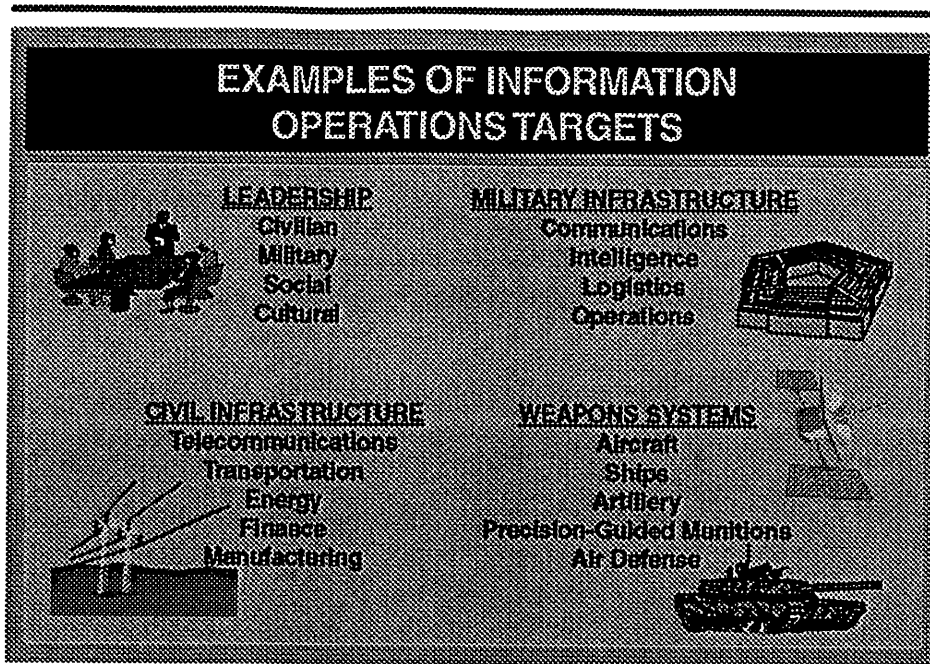 EXAMPLES OF INFORMATION
OPERATIONS TARGETS
LEADERSHIP
Civilian
Military
Social
Cultural
MILITARY INFRASTRUCTURE
Communications
Intelligence
Logistics
Operations
CIVIL INFRASTRUCTURE
Telecommunications
Transportation
Energy
Finance
Manufacturing
WEAPONS SYSTEMS
Aircraft
Ships
Artillery
Precision-Guided Munitions
Air Defense